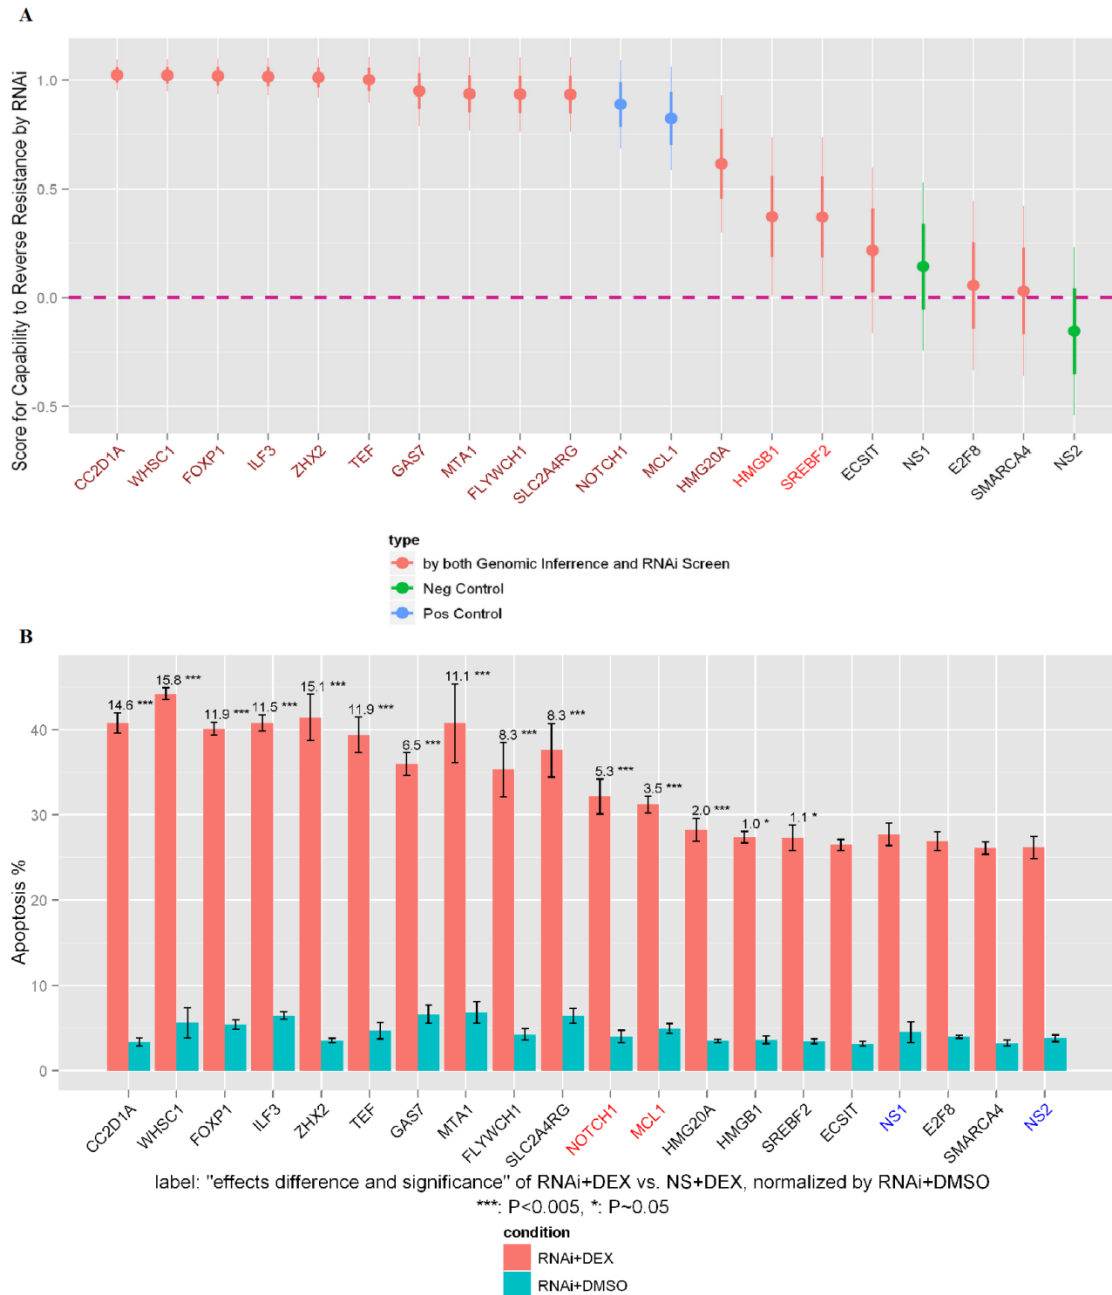 A
Score for Capability to Reverse Resistance by RNAi
1.0
0.5
0.0
-0.5
CC2D1A WHSC1 FOXP1 ILF3 ZHX2 TEF GAS7 MTA1 FLYWCH1 SLC2A4RG NOTCH1 MCL1 HMG20A HMGB1 SREBF2 ECSIT NS1 E2F8 SMARCA4 NS2
type
by both Genomic Inferrence and RNAi Screen
Neg Control
Pos Control
B
Apoptosis %
40
30
20
10
0
14.6 *** 15.8 *** 11.9 *** 11.5 *** 15.1 *** 11.9 *** 6.5 *** 11.1 *** 8.3 *** 8.3 *** 5.3 *** 3.5 *** 2.0 *** 1.0 * 1.1 *
CC2D1A WHSC1 FOXP1 ILF3 ZHX2 TEF GAS7 MTA1 FLYWCH1 SLC2A4RG NOTCH1 MCL1 HMG20A HMGB1 SREBF2 ECSIT NS1 E2F8 SMARCA4 NS2
label: "effects difference and significance" of RNAi+DEX vs. NS+DEX, normalized by RNAi+DMSO
***: P<0.005, *: P~0.05
condition
RNAi+DEX
RNAi+DMSO